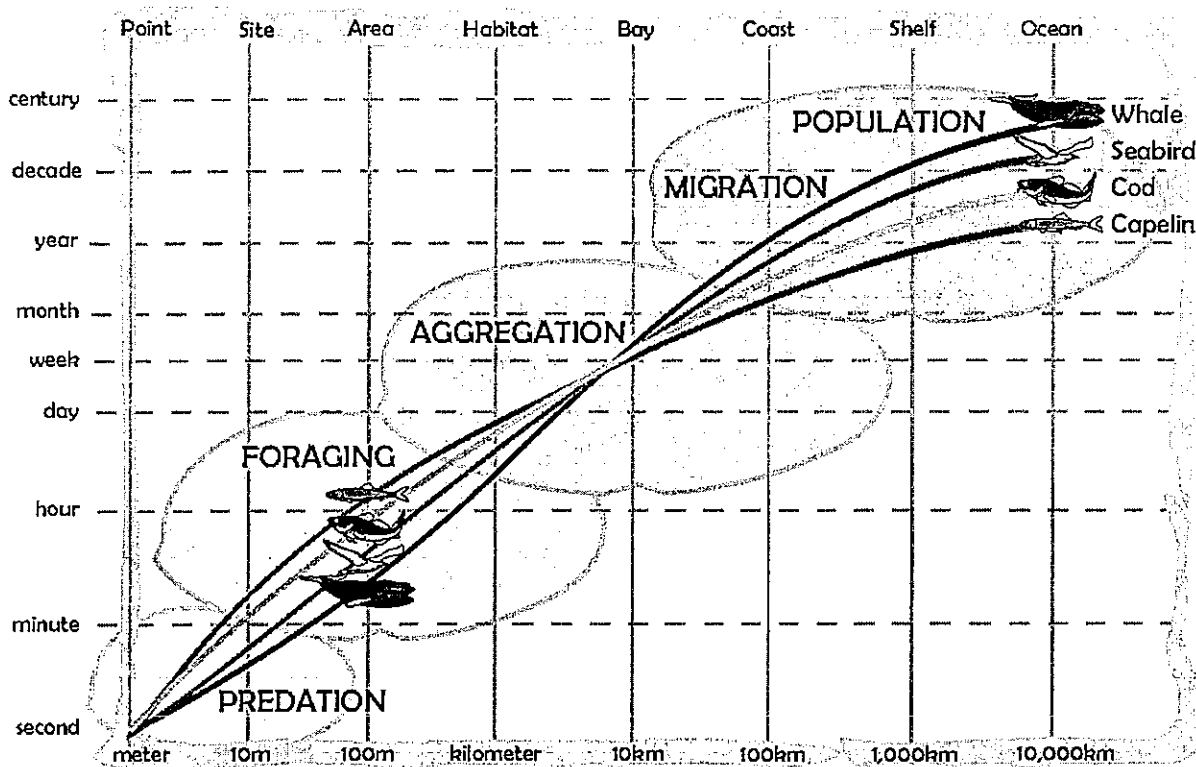 Point Site Area Habitat Bay Coast Shelf Ocean
century
POPULATION
Whale
decade
Seabird
MIGRATION
Cod
year
Capelin
month
AGGREGATION
week
day
FORAGING
hour
minute
PREDATION
second
meter 10m 100m kilometer 10km 100km 1,000km 10,000km